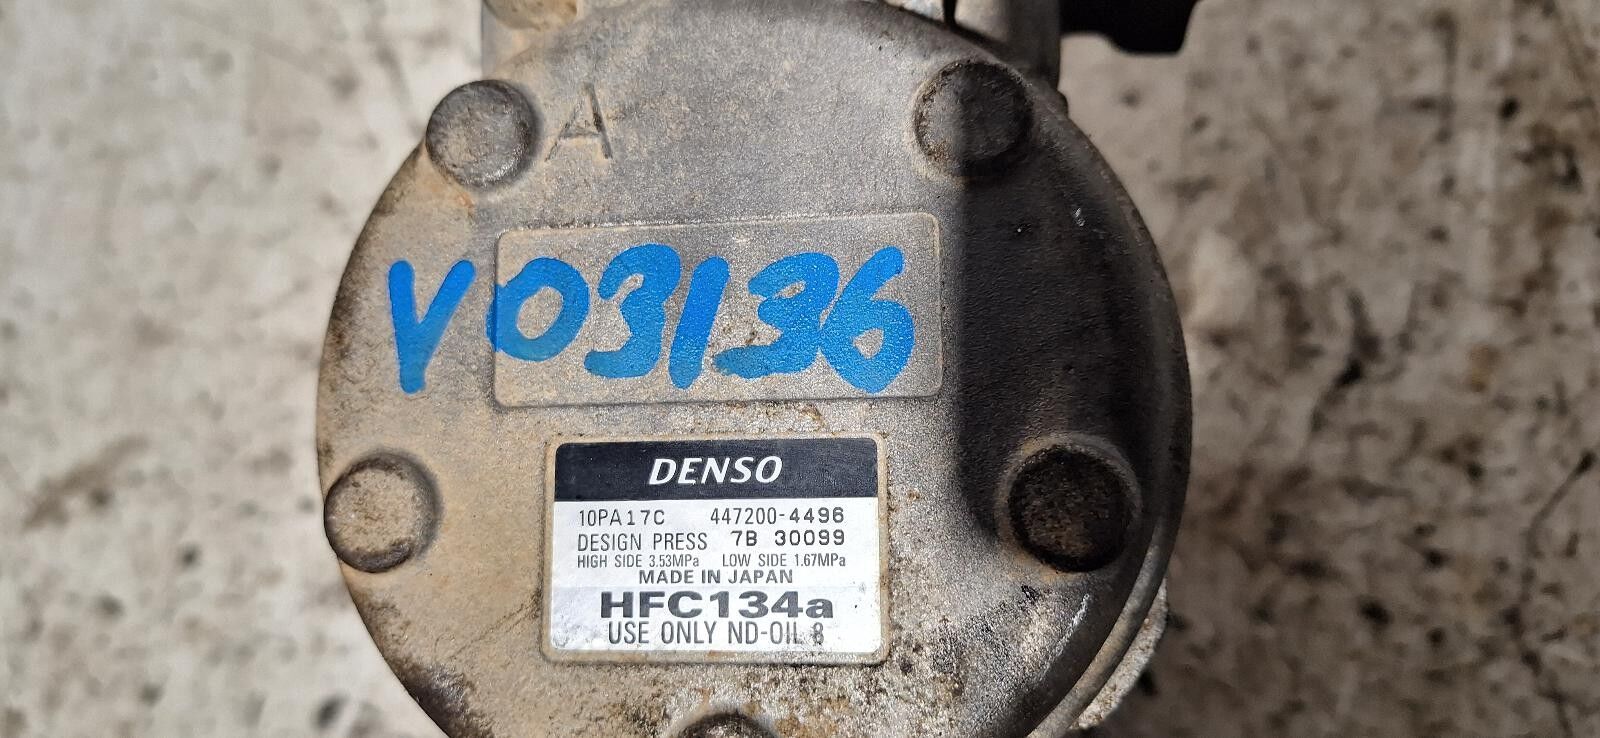 A
V03136
DENSO
10PA17C 447200-4496
DESIGN PRESS 7B 30099
HIGH SIDE 3.53MPa LOW SIDE 1.67MPa
MADE IN JAPAN
HFC134a
USE ONLY ND-OIL 8